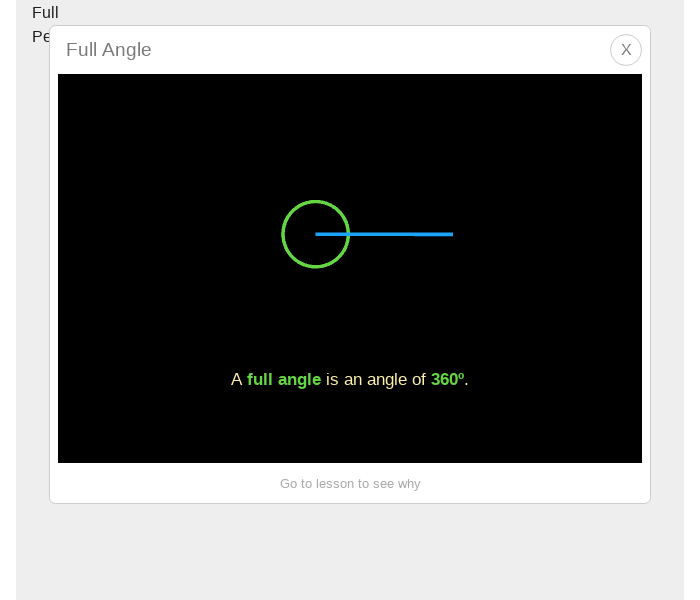 Full
Pe
Full Angle
X
A full angle is an angle of 360º.
Go to lesson to see why